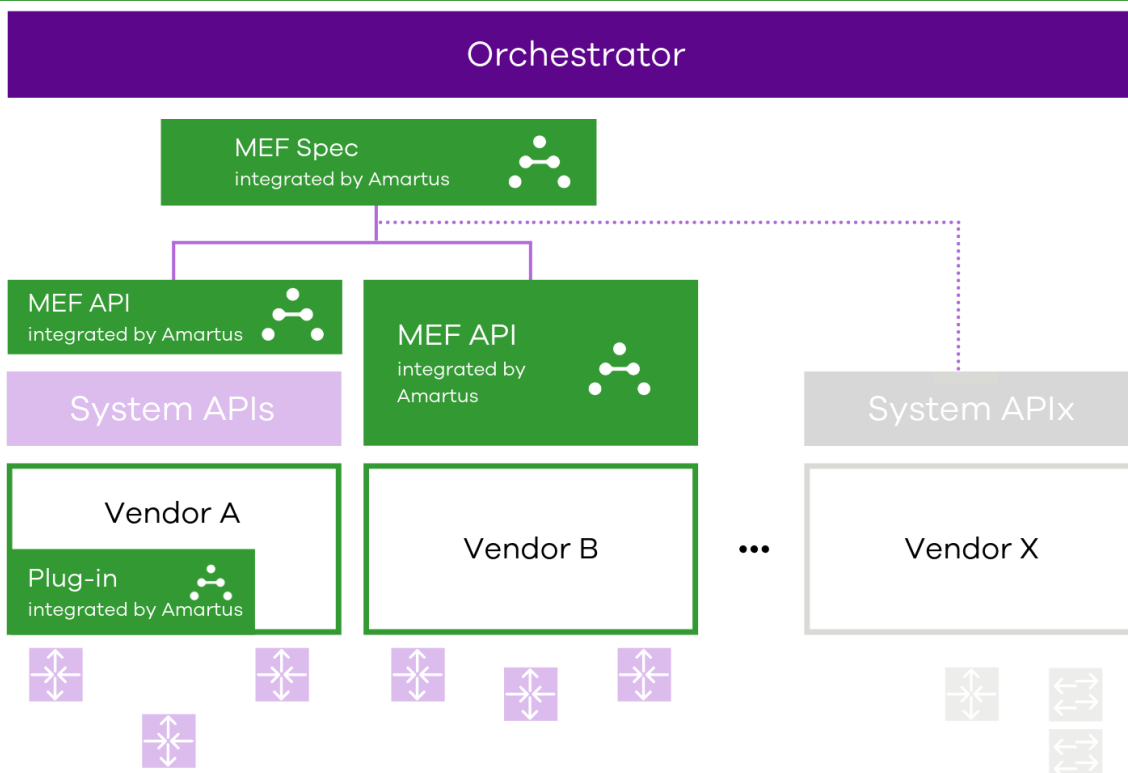 Orchestrator
MEF Spec
integrated by Amartus
MEF API
integrated by Amartus
MEF API
integrated by
Amartus
System APIs
System APIx
Vendor A
Plug-in
integrated by Amartus
Vendor B
•••
Vendor X